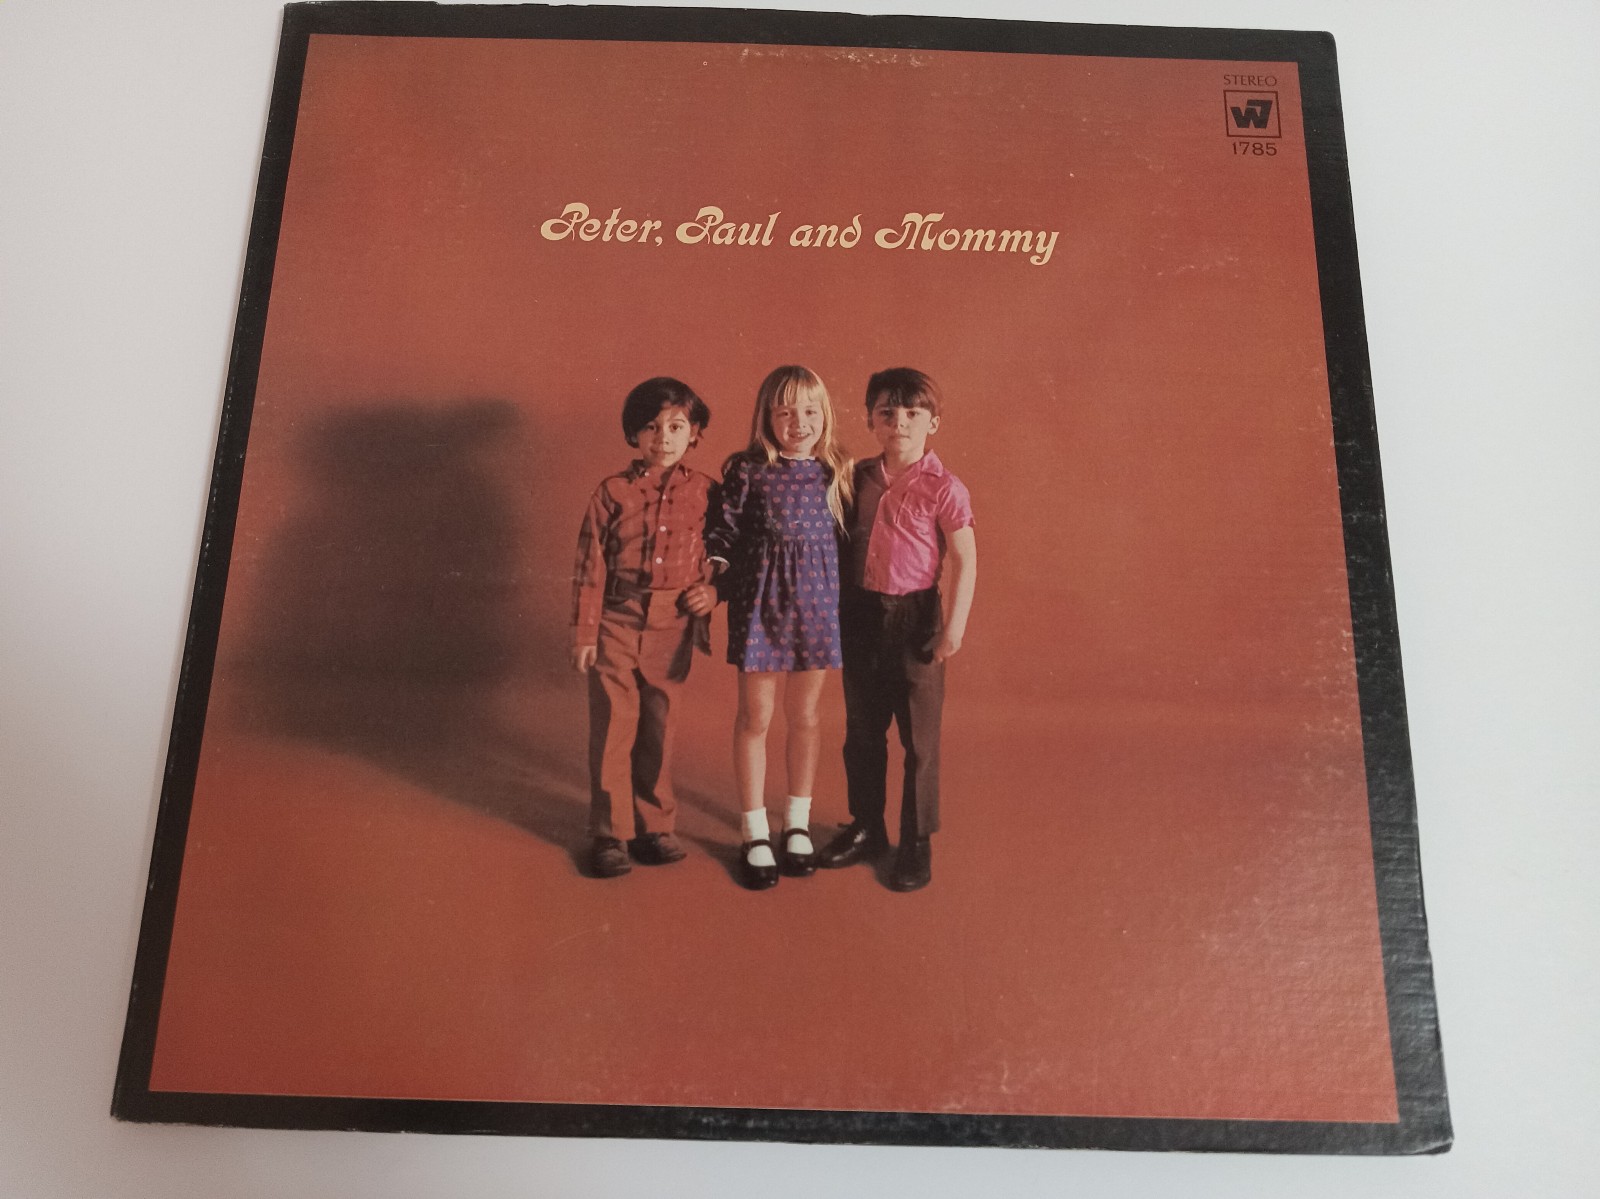 STEREO
W7
1785
Peter, Paul and Mommy